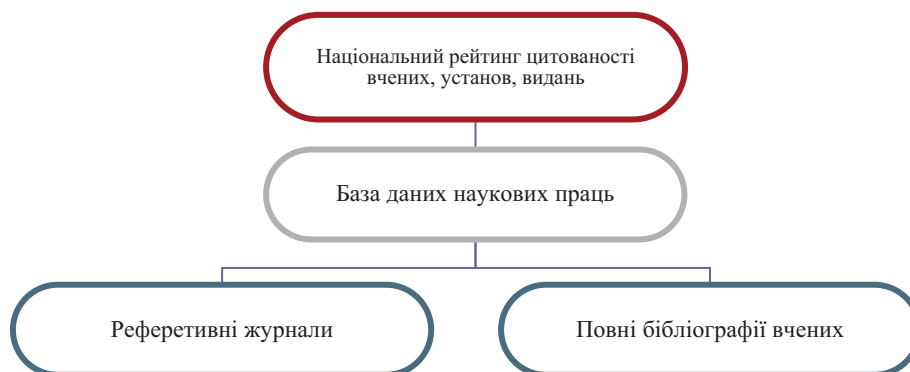 Національний рейтинг цитованості
вчених, установ, видань
База даних наукових праць
Реферетивні журнали
Повні бібліографії вчених